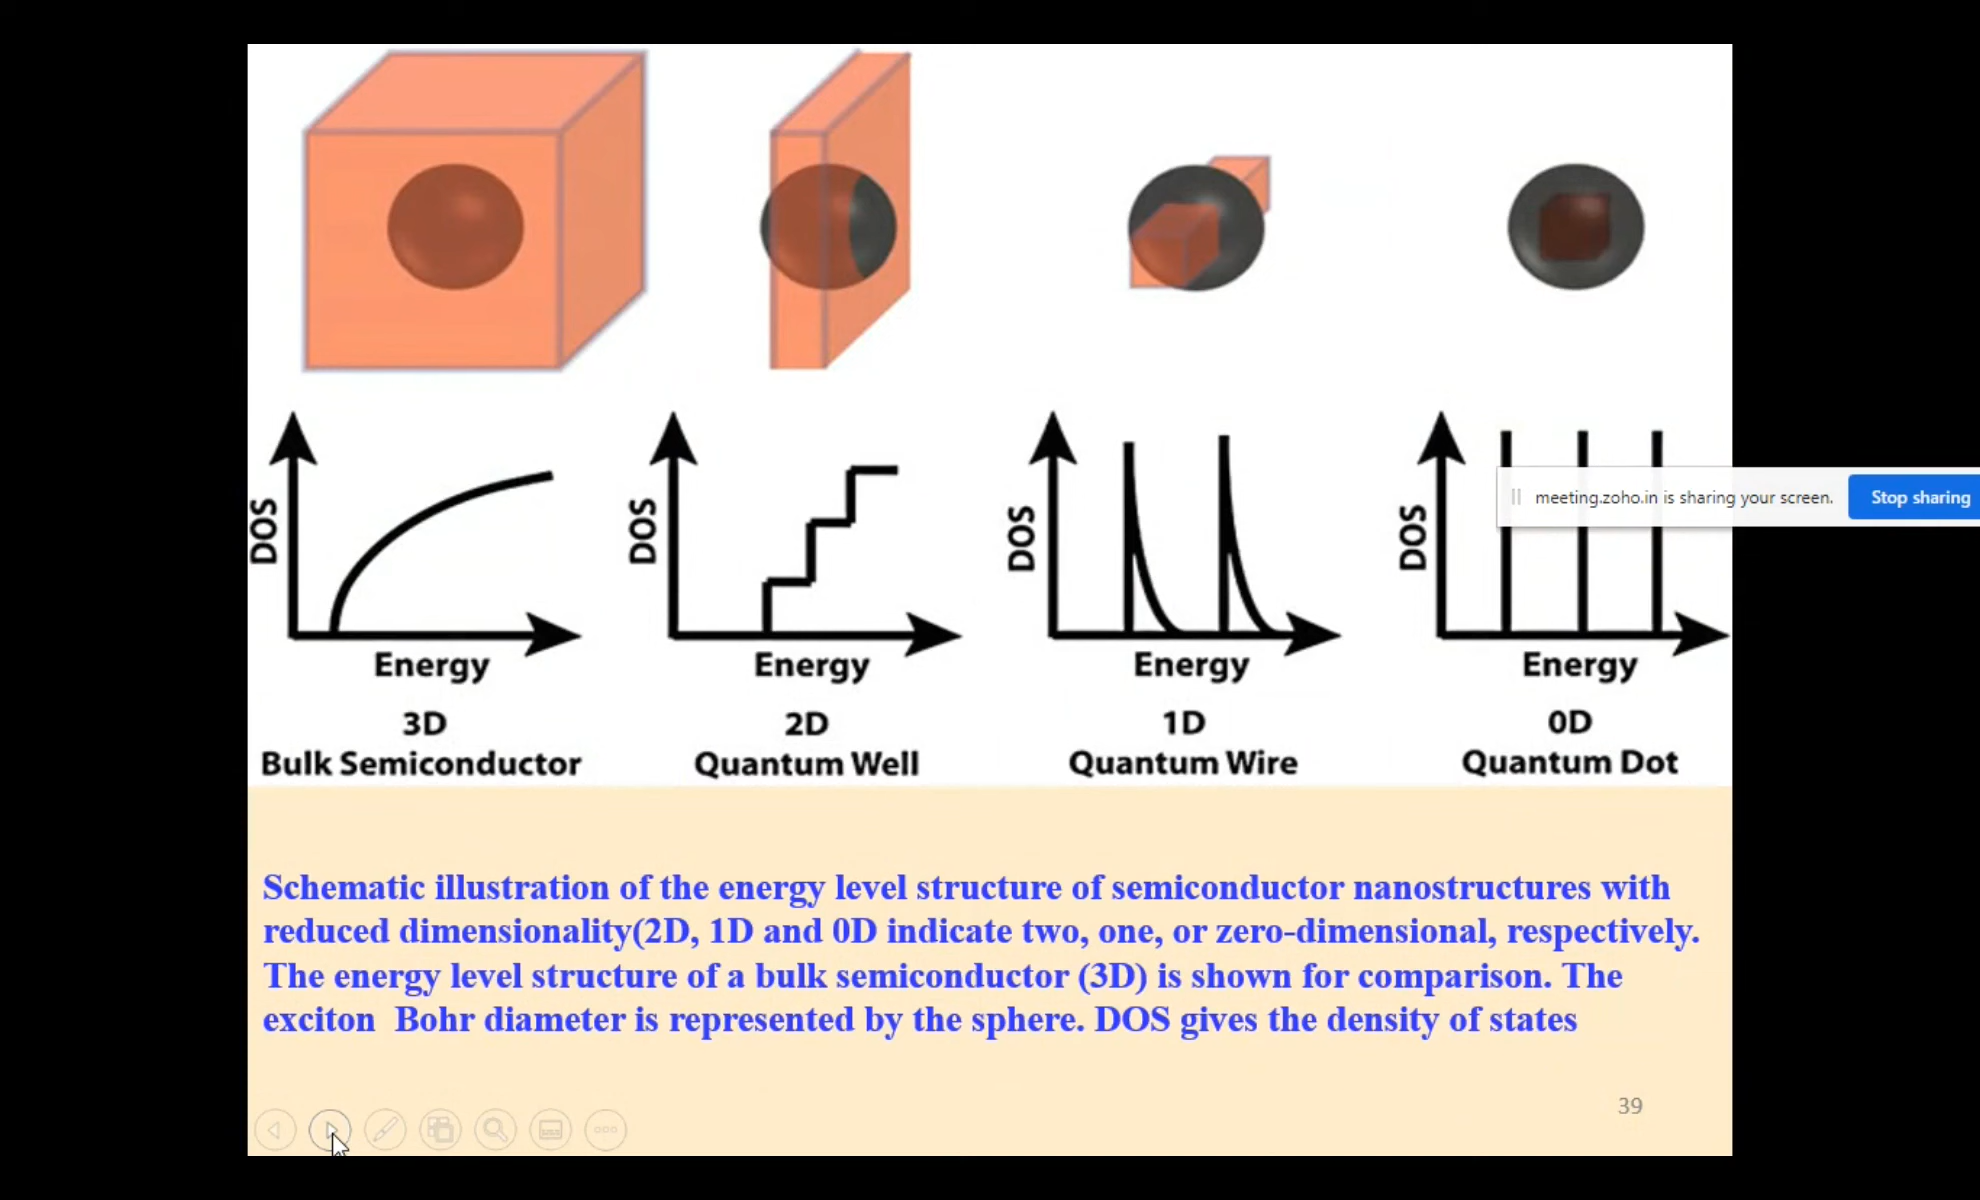 DOS
DOS
DOS
DOS
meeting.zoho.in is sharing your screen.
Stop sharing
Energy
Energy
Energy
Energy
3D
2D
1D
0D
Bulk Semiconductor
Quantum Well
Quantum Wire
Quantum Dot
Schematic illustration of the energy level structure of semiconductor nanostructures with
reduced dimensionality(2D, 1D and 0D indicate two, one, or zero-dimensional, respectively.
The energy level structure of a bulk semiconductor (3D) is shown for comparison. The
exciton  Bohr diameter is represented by the sphere. DOS gives the density of states
39